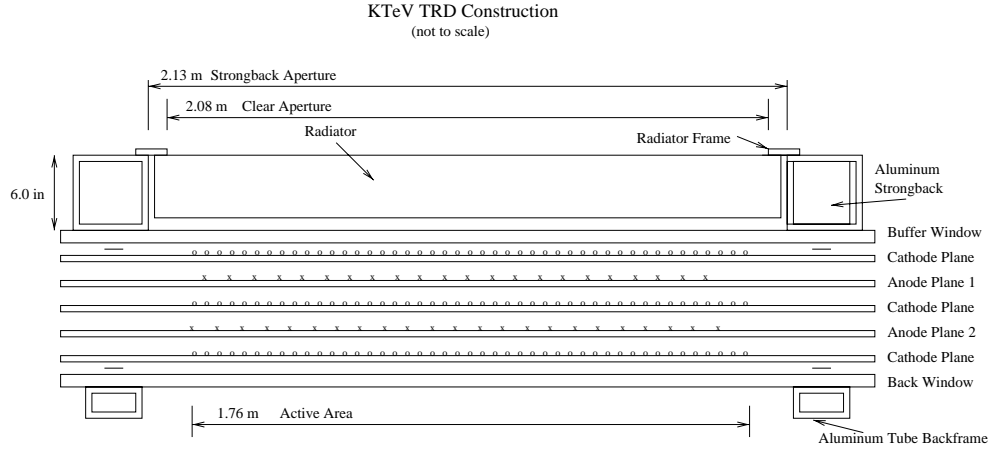 KTeV TRD Construction
(not to scale)
2.13 m Strongback Aperture
2.08 m Clear Aperture
Radiator
Radiator Frame
6.0 in
Aluminum
Strongback
Buffer Window
Cathode Plane
Anode Plane 1
Cathode Plane
Anode Plane 2
Cathode Plane
Back Window
1.76 m Active Area
Aluminum Tube Backframe